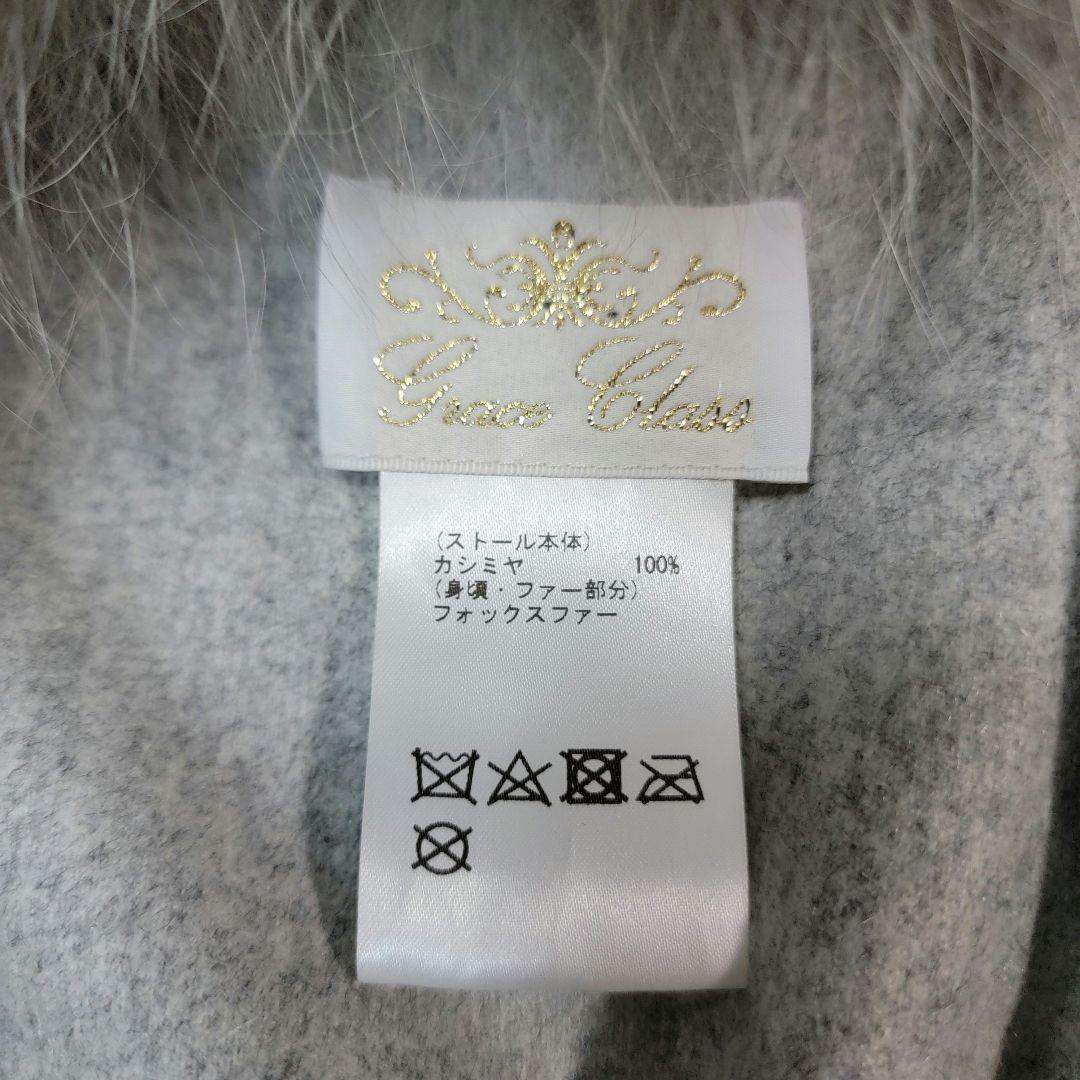 Grace Class
(ストール本体)
カシミヤ 100%
(身頃・ファー部分)
フォックスファー